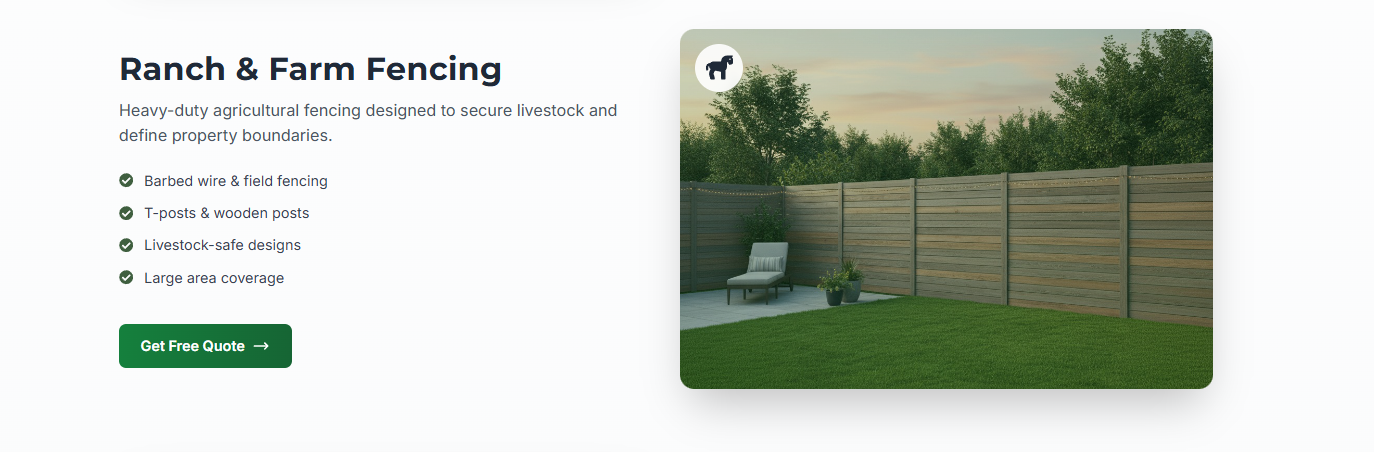 Ranch & Farm Fencing
Heavy-duty agricultural fencing designed to secure livestock and
define property boundaries.
Barbed wire & field fencing
T-posts & wooden posts
Livestock-safe designs
Large area coverage
Get Free Quote